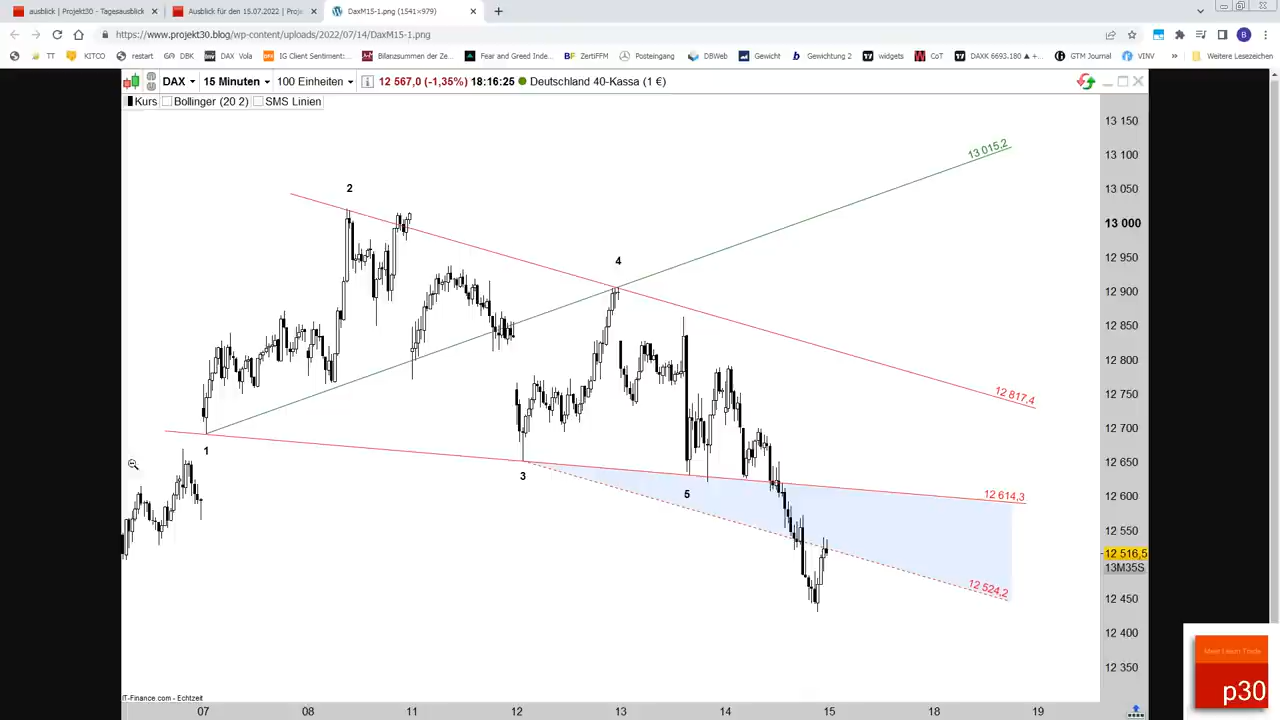 ausblick | Projekt30 - Tagesausblick
Ausblick für den 15.07.2022 | Proje
DaxM15-1.png (1541×979)
https://www.projekt30.blog/wp-content/uploads/2022/07/14/DaxM15-1.png
TT
KITCO
restart
DBK
DAX Vola
IG Client Sentiment:...
Bilanzsummen der Ze...
Fear and Greed Inde...
ZertiFFM
Posteingang
DBWeb
Gewicht
Gewichtung 2
widgets
CoT
DAXX 6693.180 ▲ +...
GTM Journal
VINV
»
Weitere Lesezeichen
DAX
15 Minuten
100 Einheiten
12 567,0 (-1,35%) 18:16:25
Deutschland 40-Kassa (1 €)
Kurs
Bollinger (20 2)
SMS Linien
13 150
13 015,2
13 100
2
13 050
13 000
12 950
4
12 900
12 850
12 800
12 817,4
12 750
12 700
1
12 650
3
5
12 614,3
12 600
12 550
12 516,5
13M35S
12 524,2
12 450
12 400
12 350
Meer Lesen Trade
p30
IT-Finance.com - Echtzeit
07
08
11
12
13
14
15
18
19